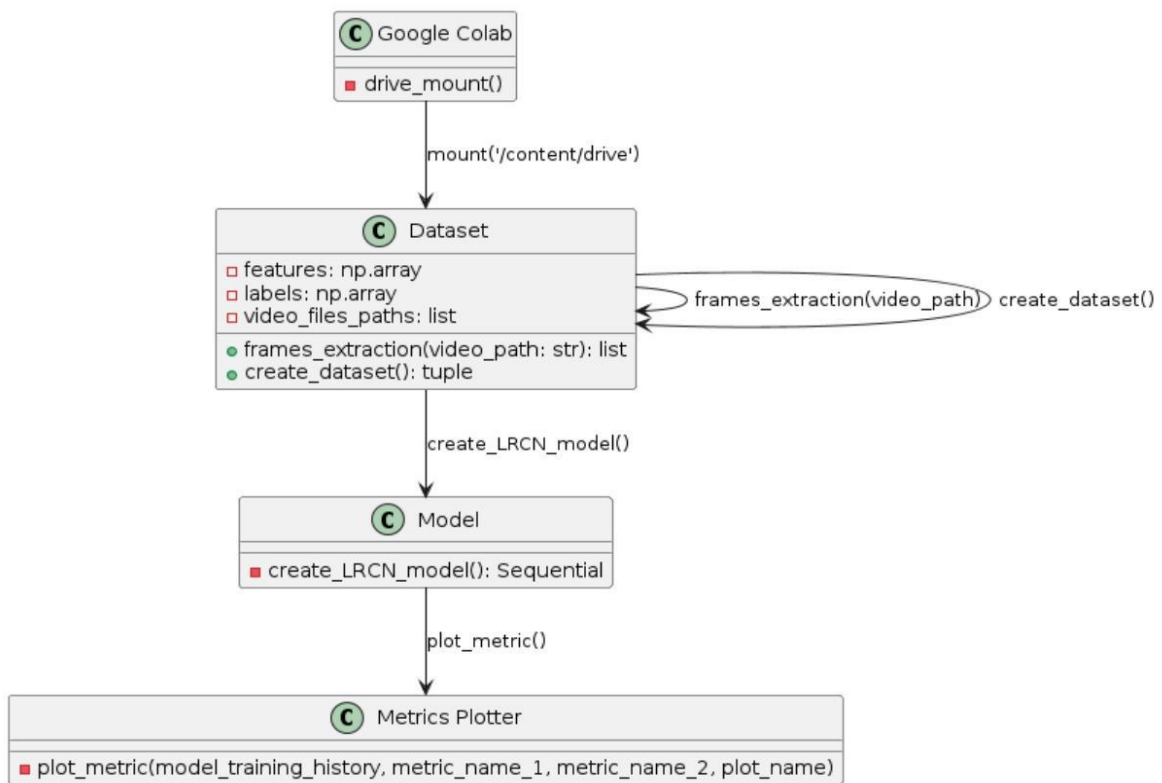 C Google Colab
drive_mount()
mount('/content/drive')
C Dataset
features: np.array
labels: np.array
video_files_paths: list
frames_extraction(video_path: str): list
create_dataset(): tuple
frames_extraction(video_path)
create_dataset()
create_LRCN_model()
C Model
create_LRCN_model(): Sequential
plot_metric()
C Metrics Plotter
plot_metric(model_training_history, metric_name_1, metric_name_2, plot_name)